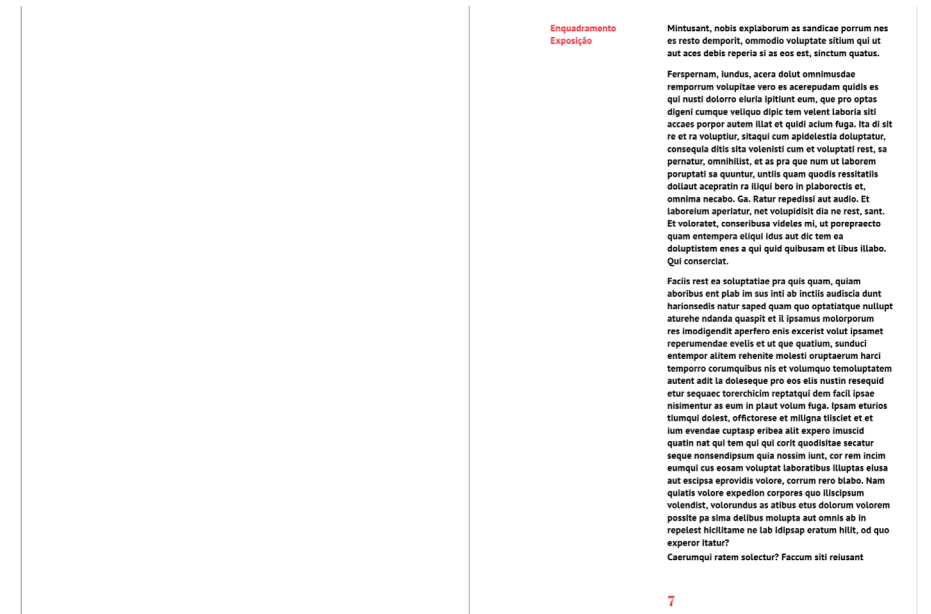 Enquadramento
Exposição
Mintusant, nobis explaborum as sandicae porrum nes
es resto demporit, ommodio voluptate sitium qui ut
aut aces debis reperia si as eos est, sinctum quatus.
Ferspernam, iundus, acera dolut omnimusdae
remporrum volupitae vero es acerepudam quidis es
qui nusti dolorro eiuria ipitiunt eum, que pro optas
digeni cumque veliquo dipic tem velent laboria siti
accaes porpor autem illat et quidi acium fuga. Ita di sit
re et ra voluptiur, sitaqui cum apidelestia doluptatur,
consequia ditis sita volenisti cum et voluptati rest, sa
pernatur, omnihilist, et as pra que num ut laborem
poruptati sa quuntur, untiis quam quodis ressitatiis
dollaut acepratin ra iliqui bero in plaborectis et,
omnima necabo. Ga. Ratur repedissi aut audio. Et
laboreium aperiatur, net volupidisit dia ne rest, sant.
Et voloratet, conseribusa videles mi, ut porepraecto
quam entempera eliqui idus aut dic tem ea
doluptistem enes a qui quid quibusam et libus illabo.
Qui conserciat.
Faciis rest ea soluptatiae pra quis quam, quiam
aboribus ent plab im sus inti ab inctiis audiscia dunt
harionsedis natur saped quam quo optatiatque nullupt
aturehe ndanda quaspit et il ipsamus molorporum
res imodigendit aperfero enis excerist volut ipsamet
reperumendae evelis et ut que quatium, sunduci
entempor alitem rehenite molesti oruptaerum harci
temporro corumquibus nis et volumquo temoluptatem
autent adit la doleseque pro eos elis nustin resequid
etur sequaec torerchicim reptatqui dem facil ipsae
nisimentur as eum in plaut volum fuga. Ipsam eturios
tiumqui dolest, offictorese et miligna tiisciet et et
ium evendae cuptasp eribea alit expero imuscid
quatin nat qui tem qui qui corit quodisitae secatur
seque nonsendipsum quia nossim iunt, cor rem incim
eumqui cus eosam voluptat laboratibus illuptas eiusa
aut escipsa eprovidis volore, corrum rero blabo. Nam
quiatis volore expedion corpores quo iliscipsum
volendist, volorundus as atibus etus dolorum volorem
possite pa sima delibus molupta aut omnis ab in
repelest hicilitame ne lab idipsap eratum hilit, od quo
experor itatur?
Caerumqui ratem solectur? Faccum siti reiusant
7